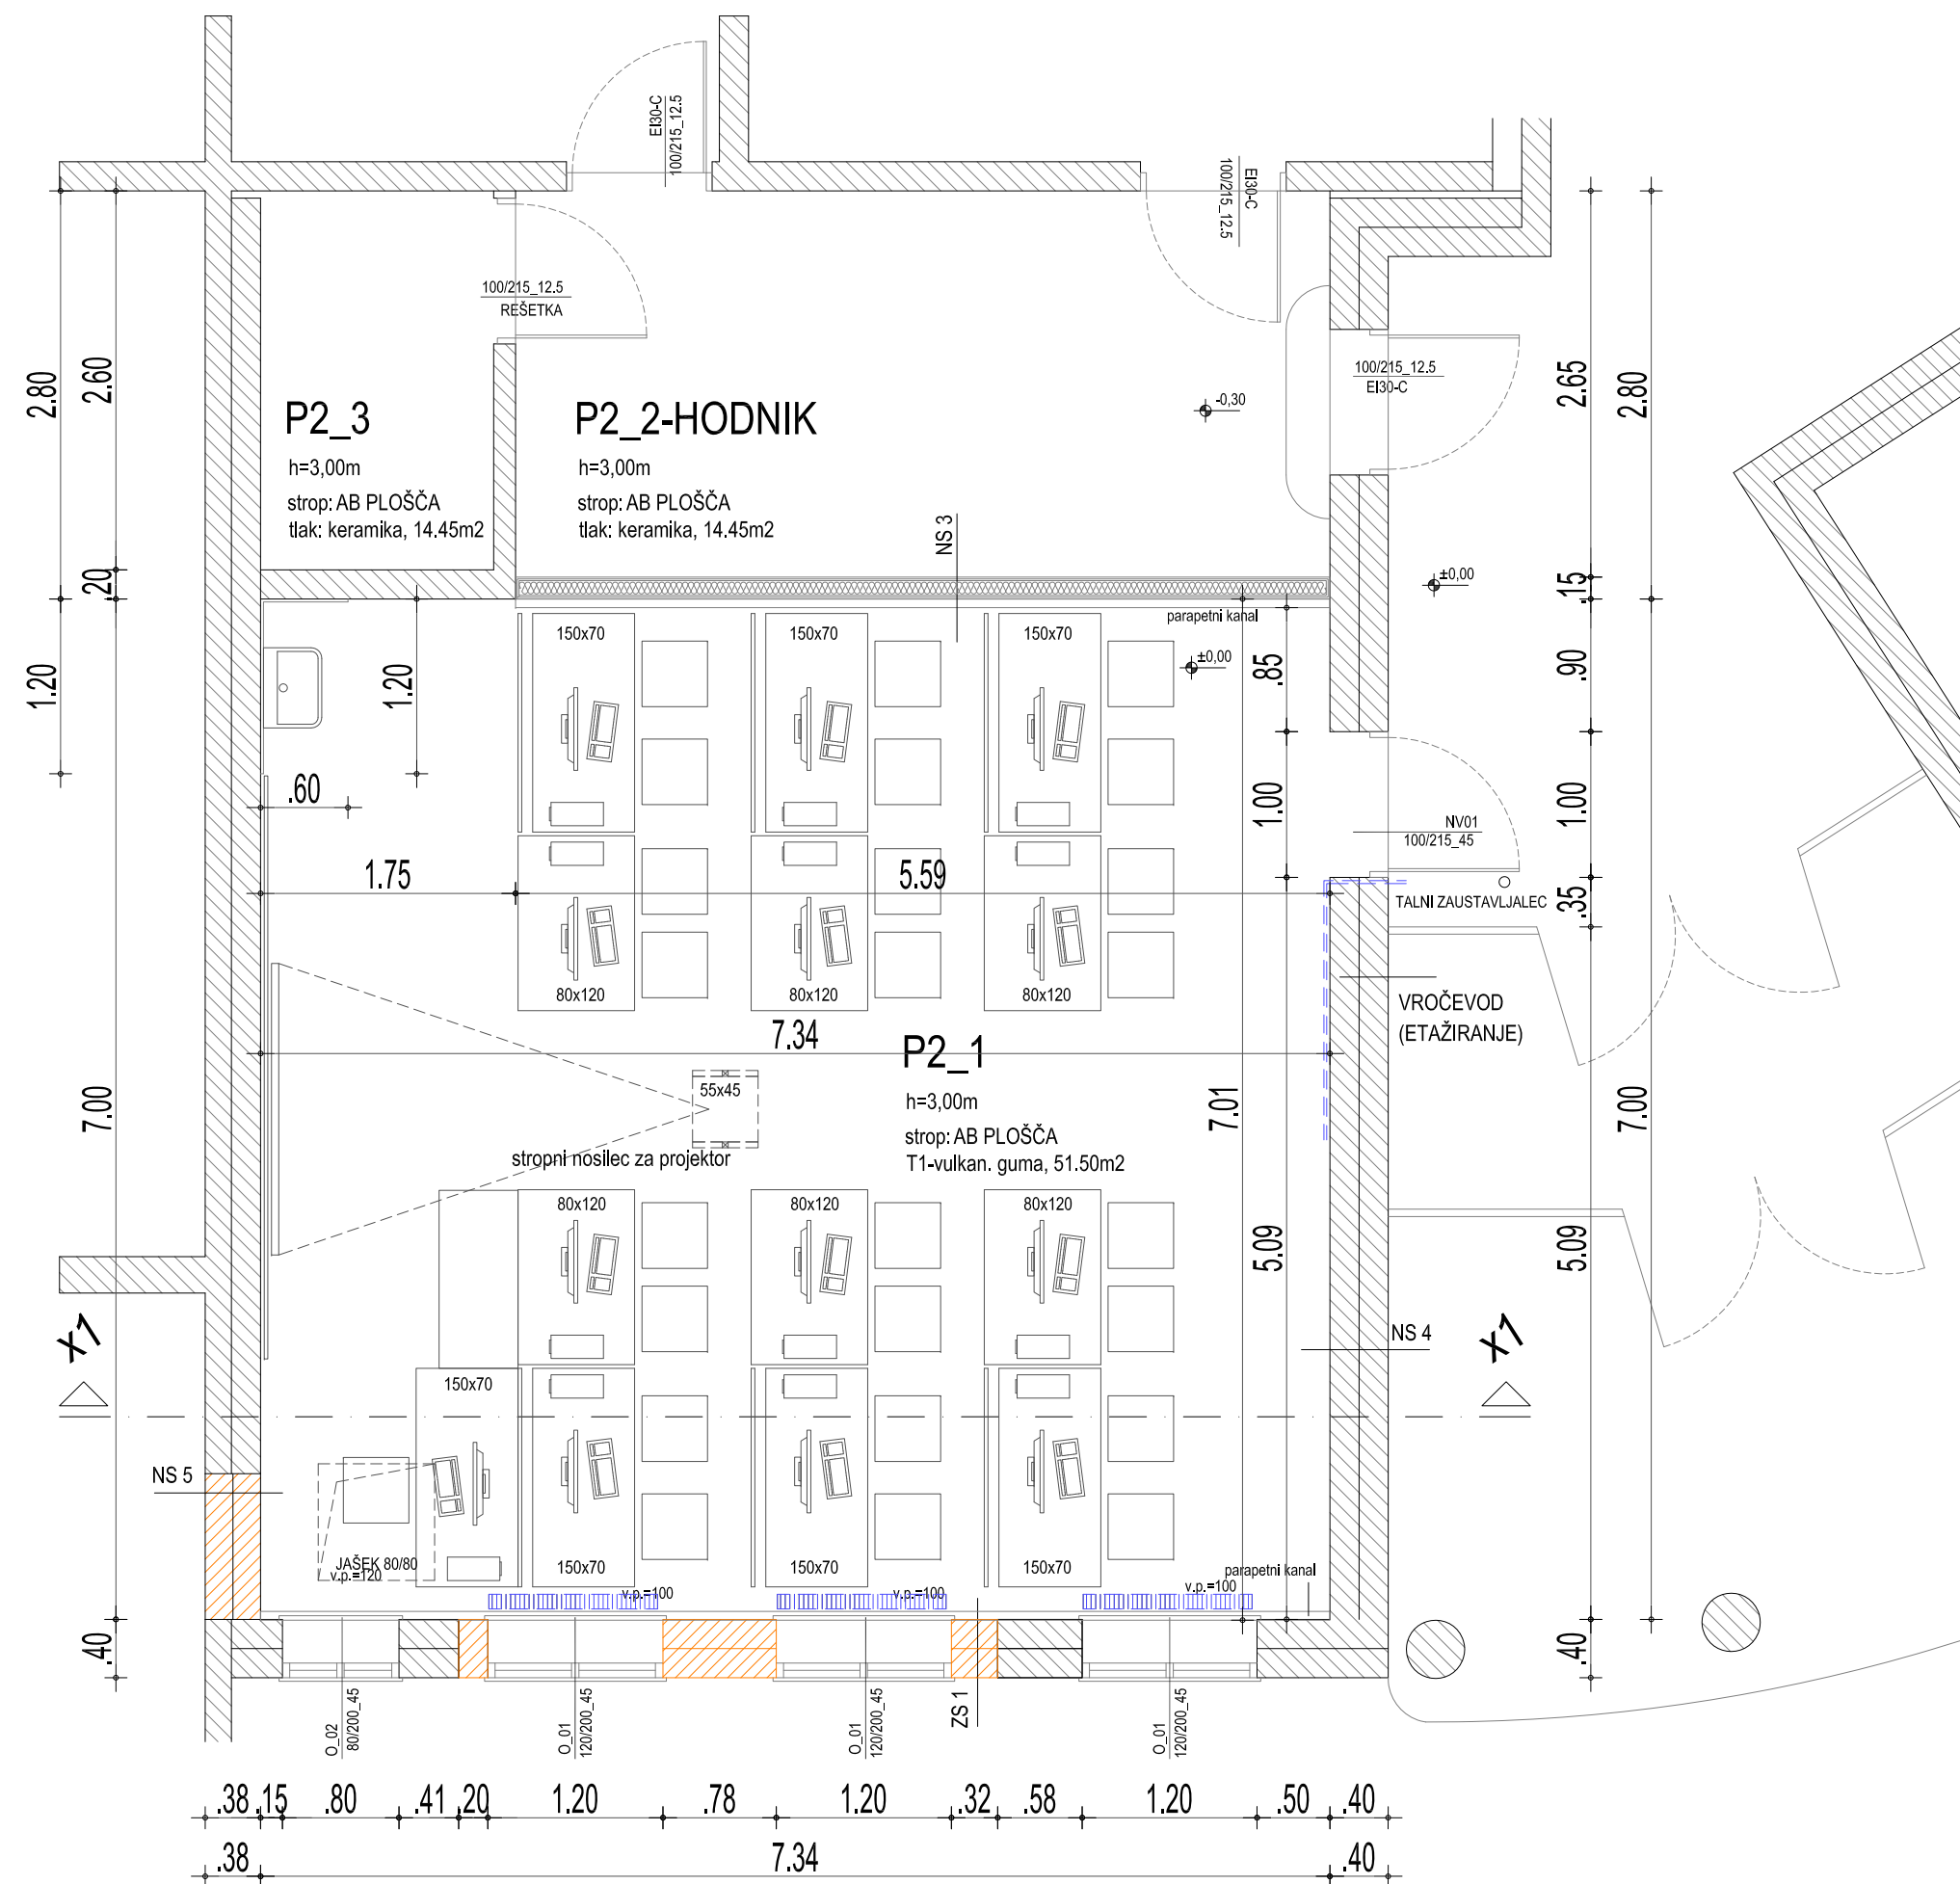 EI30-C
100/215_12.5
EI30-C
100/215_12.5
100/215_12.5
REŠETKA
100/215_12.5
EI30-C
2.80
2.60
2.65
2.80
P2_3
h=3,00m
strop: AB PLOŠČA
tlak: keramika, 14.45m2
P2_2-HODNIK
h=3,00m
strop: AB PLOŠČA
tlak: keramika, 14.45m2
-0,30
NS 3
.20
.15
±0,00
parapetni kanal
150x70
150x70
150x70
±0,00
1.20
1.20
.85
.90
.60
1.00
1.00
NV01
100/215_45
1.75
5.59
TALNI ZAUSTAVLJALEC
.35
80x120
80x120
80x120
VROČEVOD
(ETAŽIRANJE)
7.34
P2_1
h=3,00m
strop: AB PLOŠČA
T1-vulkan. guma, 51.50m2
55x45
stropni nosilec za projektor
7.00
7.01
7.00
80x120
80x120
80x120
5.09
5.09
X1
X1
NS 4
150x70
NS 5
JAŠEK 80/80
v.p.=120
150x70
150x70
150x70
v.p.=100
v.p.=100
v.p.=100
parapetni kanal
.40
.40
O_02
80/200_45
O_01
120/200_45
O_01
120/200_45
ZS 1
O_01
120/200_45
.38 .15 .80 .41 .20 1.20 .78 1.20 .32 .58 1.20 .50 .40
.38 7.34 .40